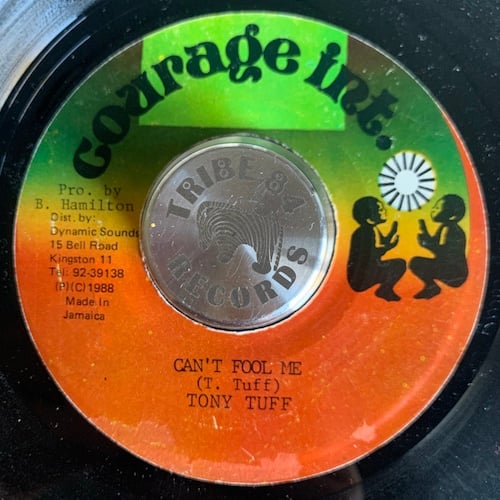 courage int.
Pro. by
B. Hamilton
Dist. by:
Dynamic Sounds
15 Bell Road
Kingston 11
Tel: 92-39138
(P)(C)1988
Made In
Jamaica
TRIBE 84
RECORDS
CAN'T FOOL ME
(T. Tuff)
TONY TUFF